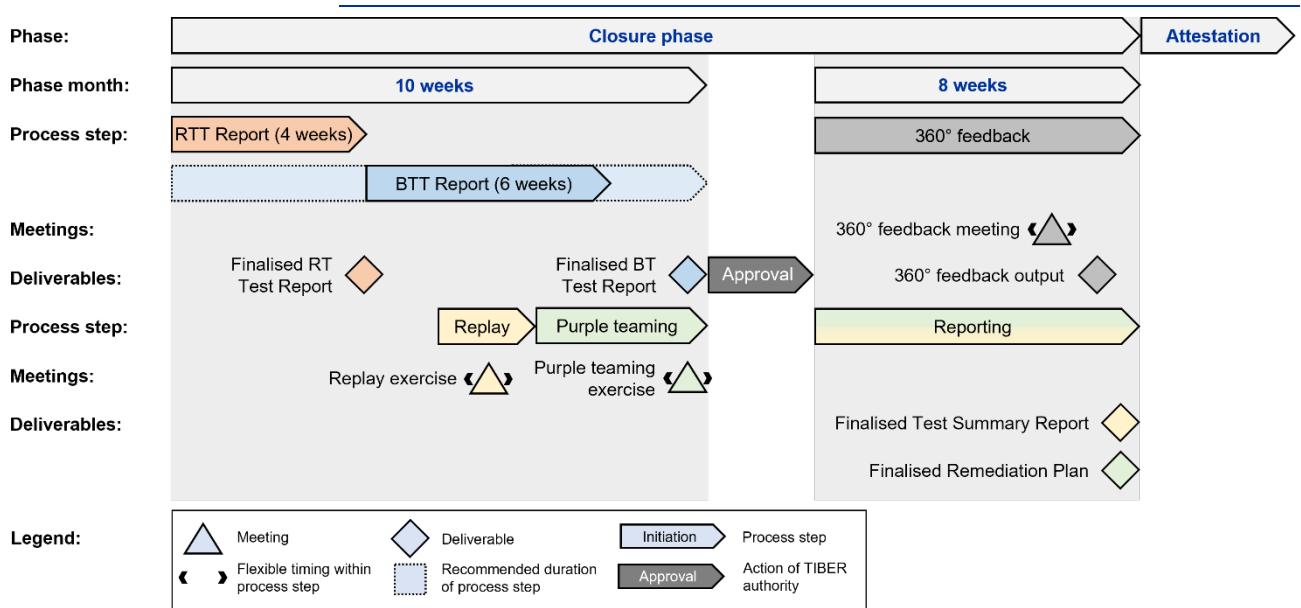 Phase:
Closure phase
Attestation
Phase month:
10 weeks
8 weeks
Process step:
RTT Report (4 weeks)
360° feedback
BTT Report (6 weeks)
Meetings:
360° feedback meeting
Deliverables:
Finalised RT
Test Report
Finalised BT
Test Report
Approval
360° feedback output
Process step:
Replay
Purple teaming
Reporting
Meetings:
Replay exercise
Purple teaming
exercise
Deliverables:
Finalised Test Summary Report
Finalised Remediation Plan
Legend:
Meeting
Deliverable
Initiation
Process step
Flexible timing within
process step
Recommended duration
of process step
Approval
Action of TIBER
authority